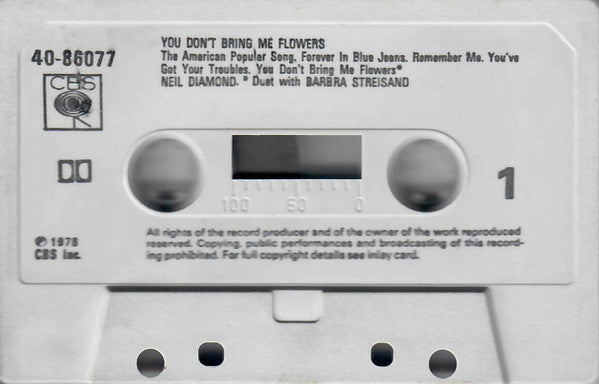 YOU DON'T BRING ME FLOWERS
40-86077
The American Popular Song. Forever In Blue Jeans. Remember Me. You've
Got Your Troubles. You Don't Bring Me Flowers*
NEIL DIAMOND. * Duet with BARBRA STREISAND
CBS
1
100 50 0
℗ 1978
CBS Inc.
All rights of the record producer and of the owner of the work reproduced
reserved. Copying, public performances and broadcasting of this record-
ing prohibited. For full copyright details see inlay card.